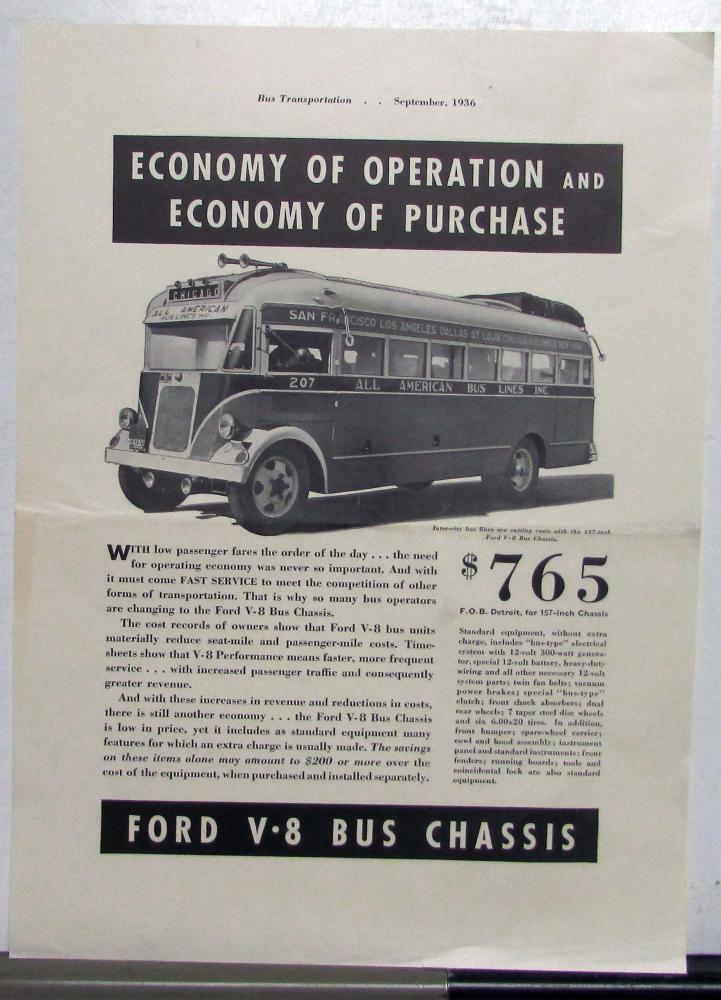 Bus Transportation . . September, 1936
ECONOMY OF OPERATION AND
ECONOMY OF PURCHASE
CHICAGO
ALL AMERICAN
BUS LINES INC.
SAN FRANCISCO LOS ANGELES DALLAS ST. LOUIS CHICAGO COLUMBUS NEW YORK
207 ALL AMERICAN BUS LINES INC.
Inter-city bus lines are cutting costs with the 157-inch
Ford V-8 Bus Chassis.
WITH low passenger fares the order of the day . . . the need
for operating economy was never so important. And with
it must come FAST SERVICE to meet the competition of other
forms of transportation. That is why so many bus operators
are changing to the Ford V-8 Bus Chassis.
The cost records of owners show that Ford V-8 bus units
materially reduce seat-mile and passenger-mile costs. Time-
sheets show that V-8 Performance means faster, more frequent
service . . . with increased passenger traffic and consequently
greater revenue.
And with these increases in revenue and reductions in costs,
there is still another economy . . . the Ford V-8 Bus Chassis
is low in price, yet it includes as standard equipment many
features for which an extra charge is usually made. The savings
on these items alone may amount to $200 or more over the
cost of the equipment, when purchased and installed separately.
$765
F.O.B. Detroit, for 157-Inch Chassis
Standard equipment, without extra
charge, includes "bus-type" electrical
system with 12-volt 300-watt genera-
tor, special 12-volt battery, heavy-duty
wiring and all other necessary 12-volt
system parts; twin fan belts; vacuum
power brakes; special "bus-type"
clutch; front shock absorbers; dual
rear wheels; 7 taper steel disc wheels
and six 6.00x20 tires. In addition,
front bumper; spare-wheel carrier;
cowl and hood assembly; instrument
panel and standard instruments; front
fenders; running boards; tools and
coincidental lock are also standard
equipment.
FORD V·8 BUS CHASSIS